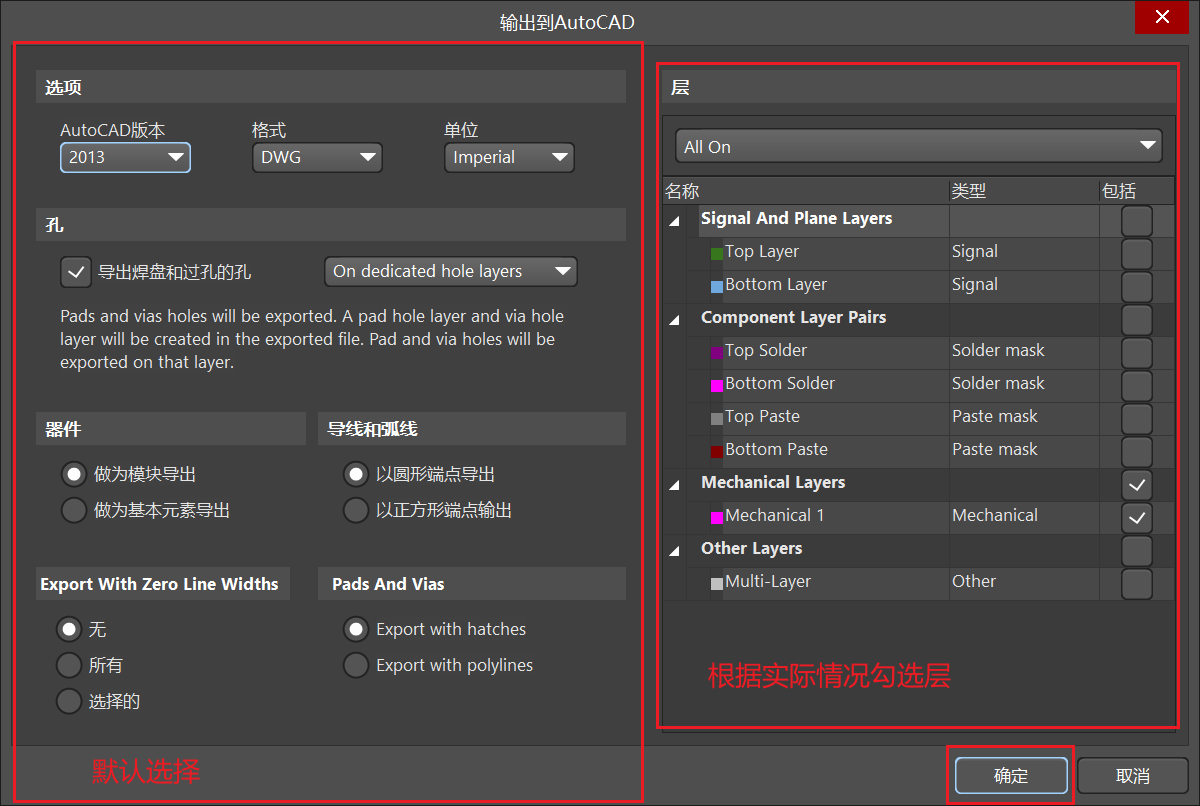 输出到AutoCAD
选项
AutoCAD版本 格式 单位
2013 DWG Imperial
孔
导出焊盘和过孔的孔 On dedicated hole layers
Pads and vias holes will be exported. A pad hole layer and via hole
layer will be created in the exported file. Pad and via holes will be
exported on that layer.
器件 导线和弧线
做为模块导出 以圆形端点导出
做为基本元素导出 以正方形端点输出
Export With Zero Line Widths Pads And Vias
无 Export with hatches
所有 Export with polylines
选择的
默认选择
层
All On
名称 类型 包括
Signal And Plane Layers
Top Layer Signal
Bottom Layer Signal
Component Layer Pairs
Top Solder Solder mask
Bottom Solder Solder mask
Top Paste Paste mask
Bottom Paste Paste mask
Mechanical Layers
Mechanical 1 Mechanical
Other Layers
Multi-Layer Other
根据实际情况勾选层
确定 取消